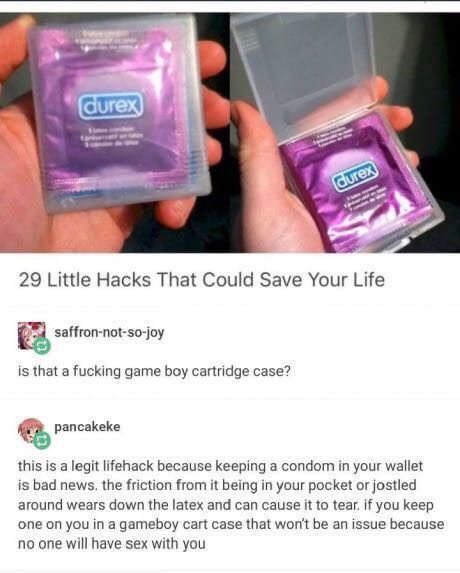 durex
durex
29 Little Hacks That Could Save Your Life
saffron-not-so-joy
is that a fucking game boy cartridge case?
pancakeke
this is a legit lifehack because keeping a condom in your wallet
is bad news. the friction from it being in your pocket or jostled
around wears down the latex and can cause it to tear. if you keep
one on you in a gameboy cart case that won't be an issue because
no one will have sex with you